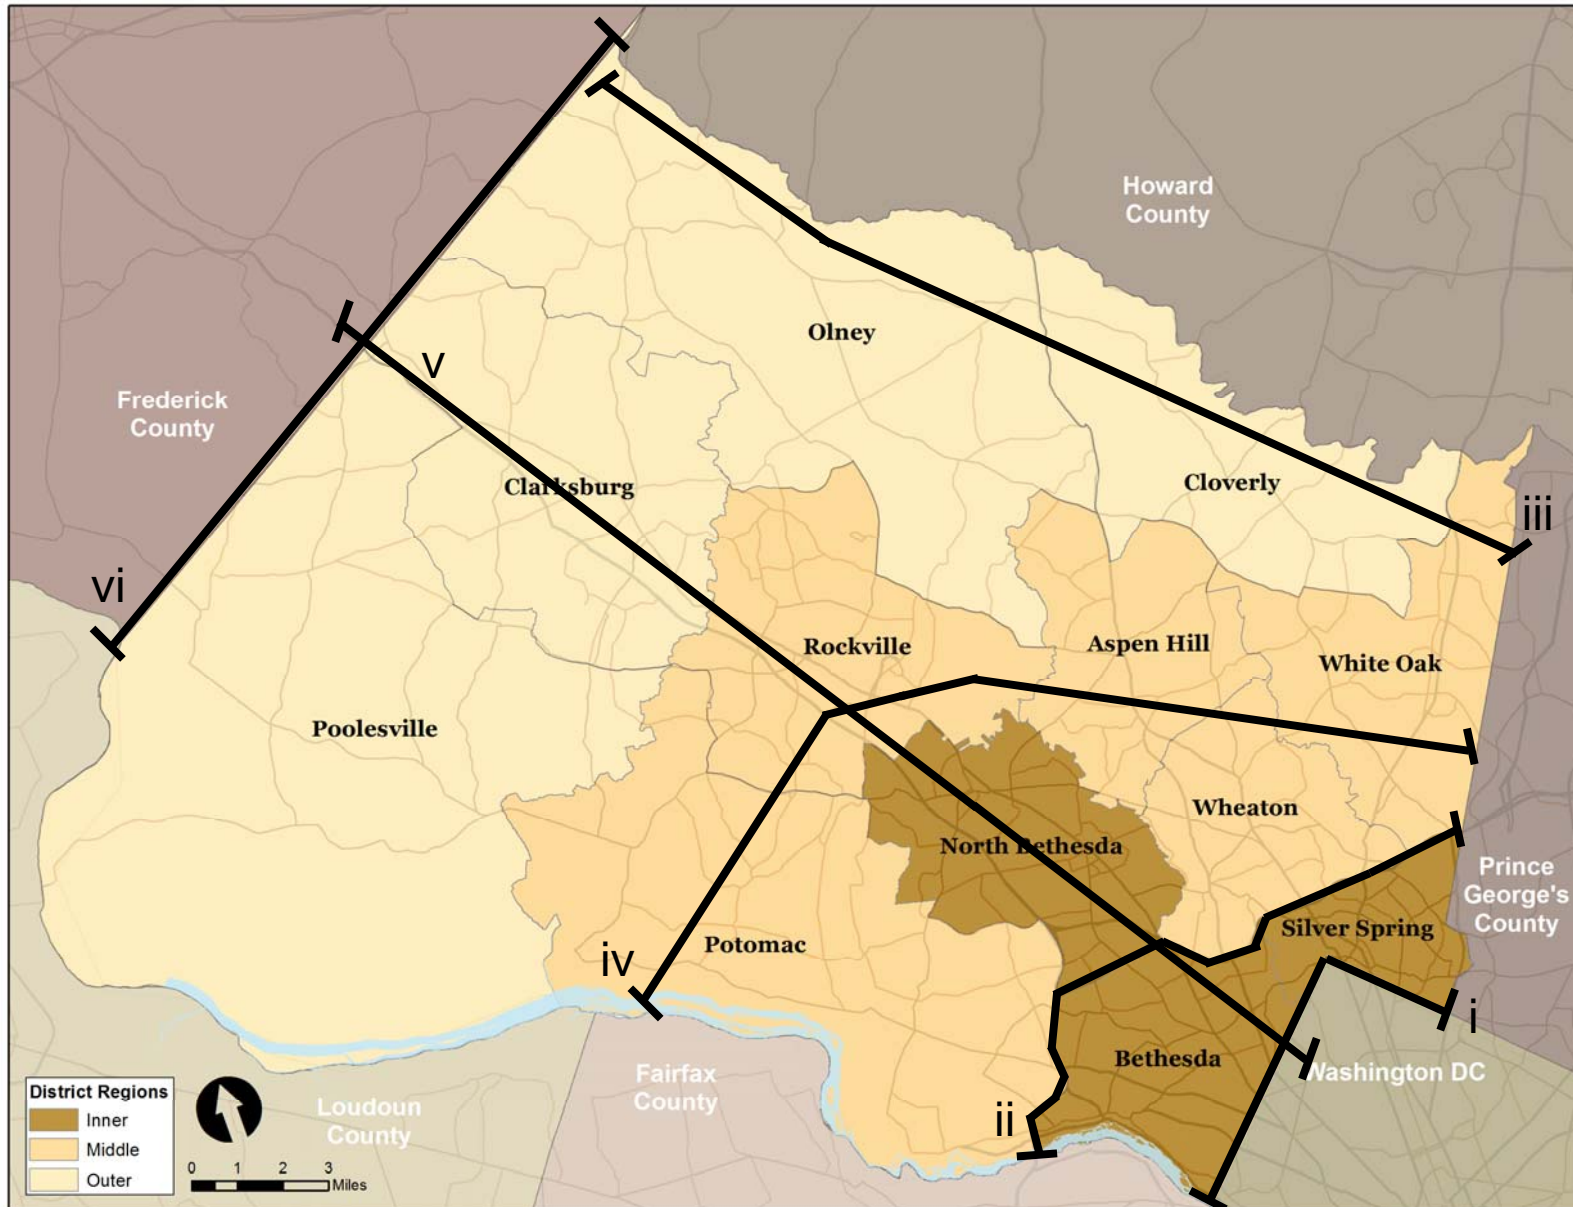 Howard
County
Olney
v
Frederick
County
Clarksburg
Cloverly
iii
vi
Rockville
Aspen Hill
White Oak
Poolesville
Wheaton
North Bethesda
Prince
George's
County
Silver Spring
Potomac
iv
i
Bethesda
Washington DC
Fairfax
County
ii
Loudoun
County
District Regions
Inner
Middle
Outer
0 1 2 3
Miles